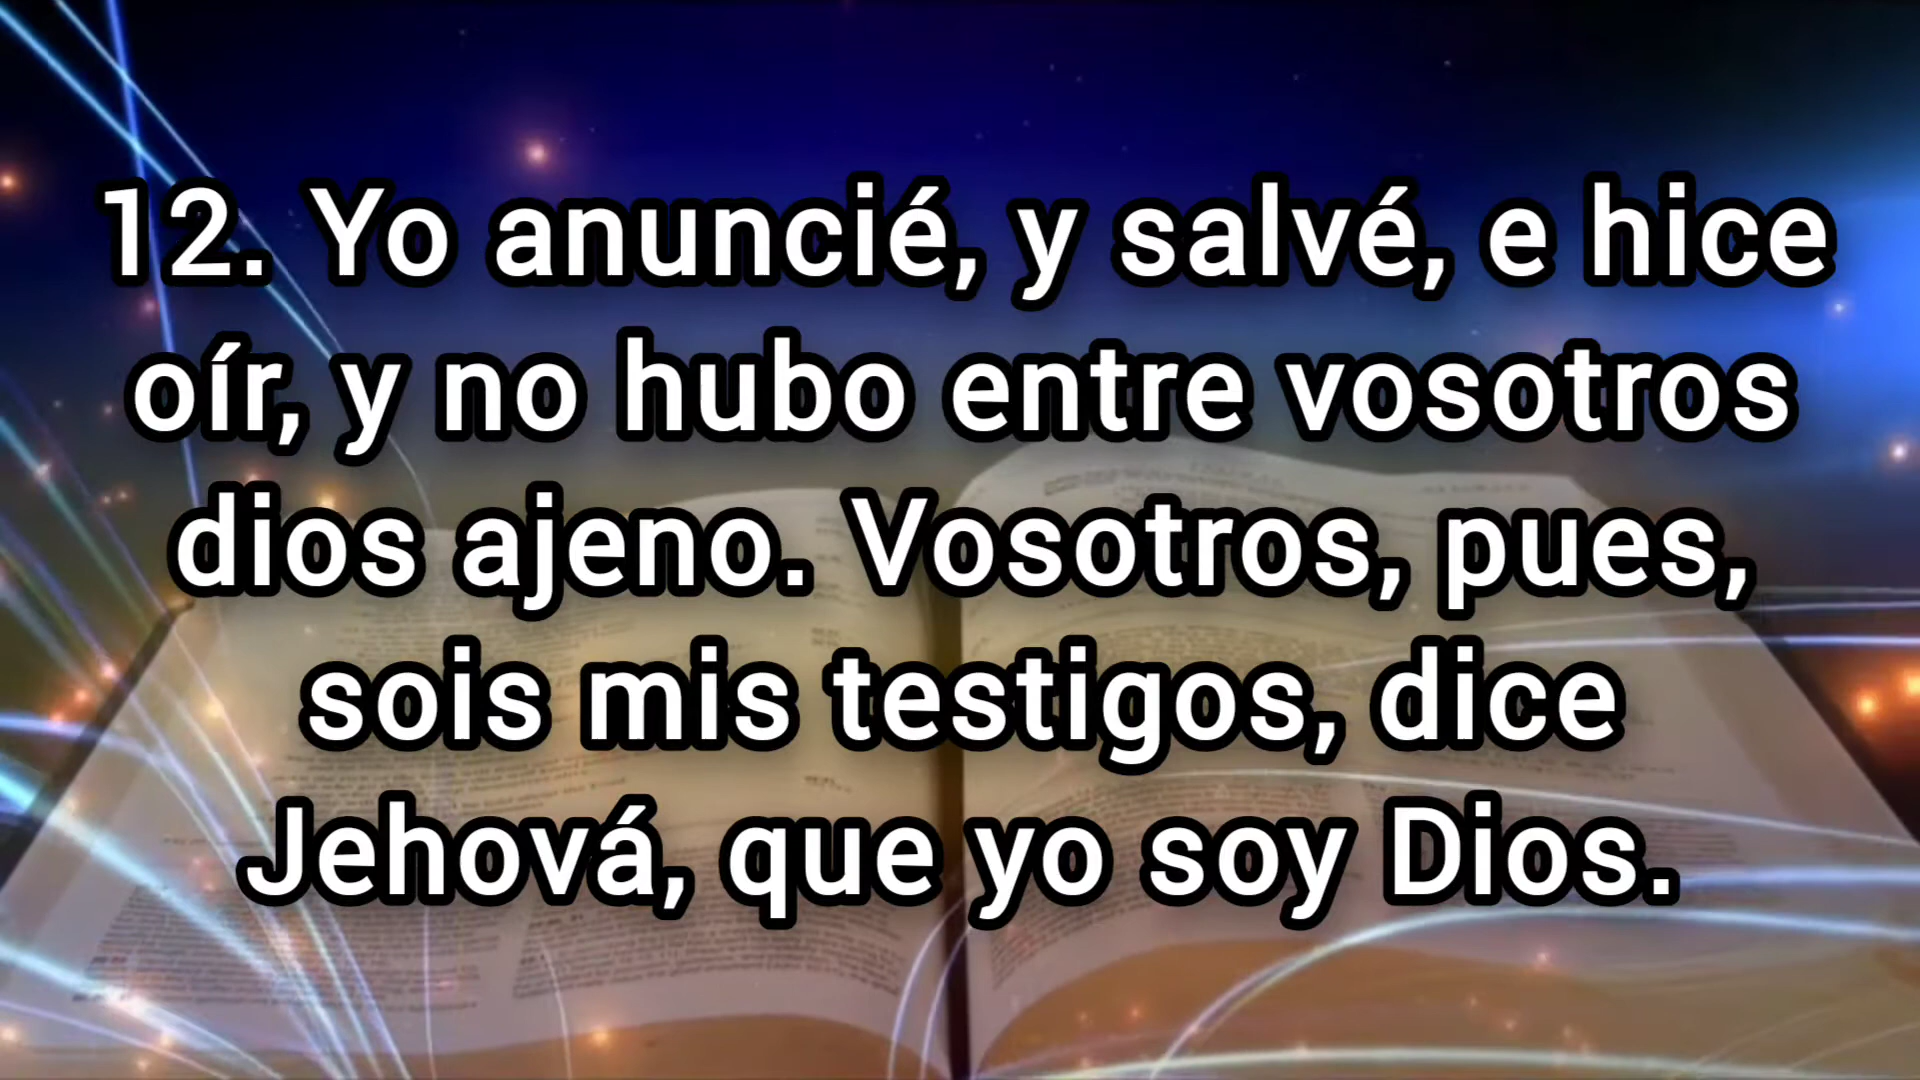 12. Yo anuncié, y salvé, e hice
oír, y no hubo entre vosotros
dios ajeno. Vosotros, pues,
sois mis testigos, dice
Jehová, que yo soy Dios.